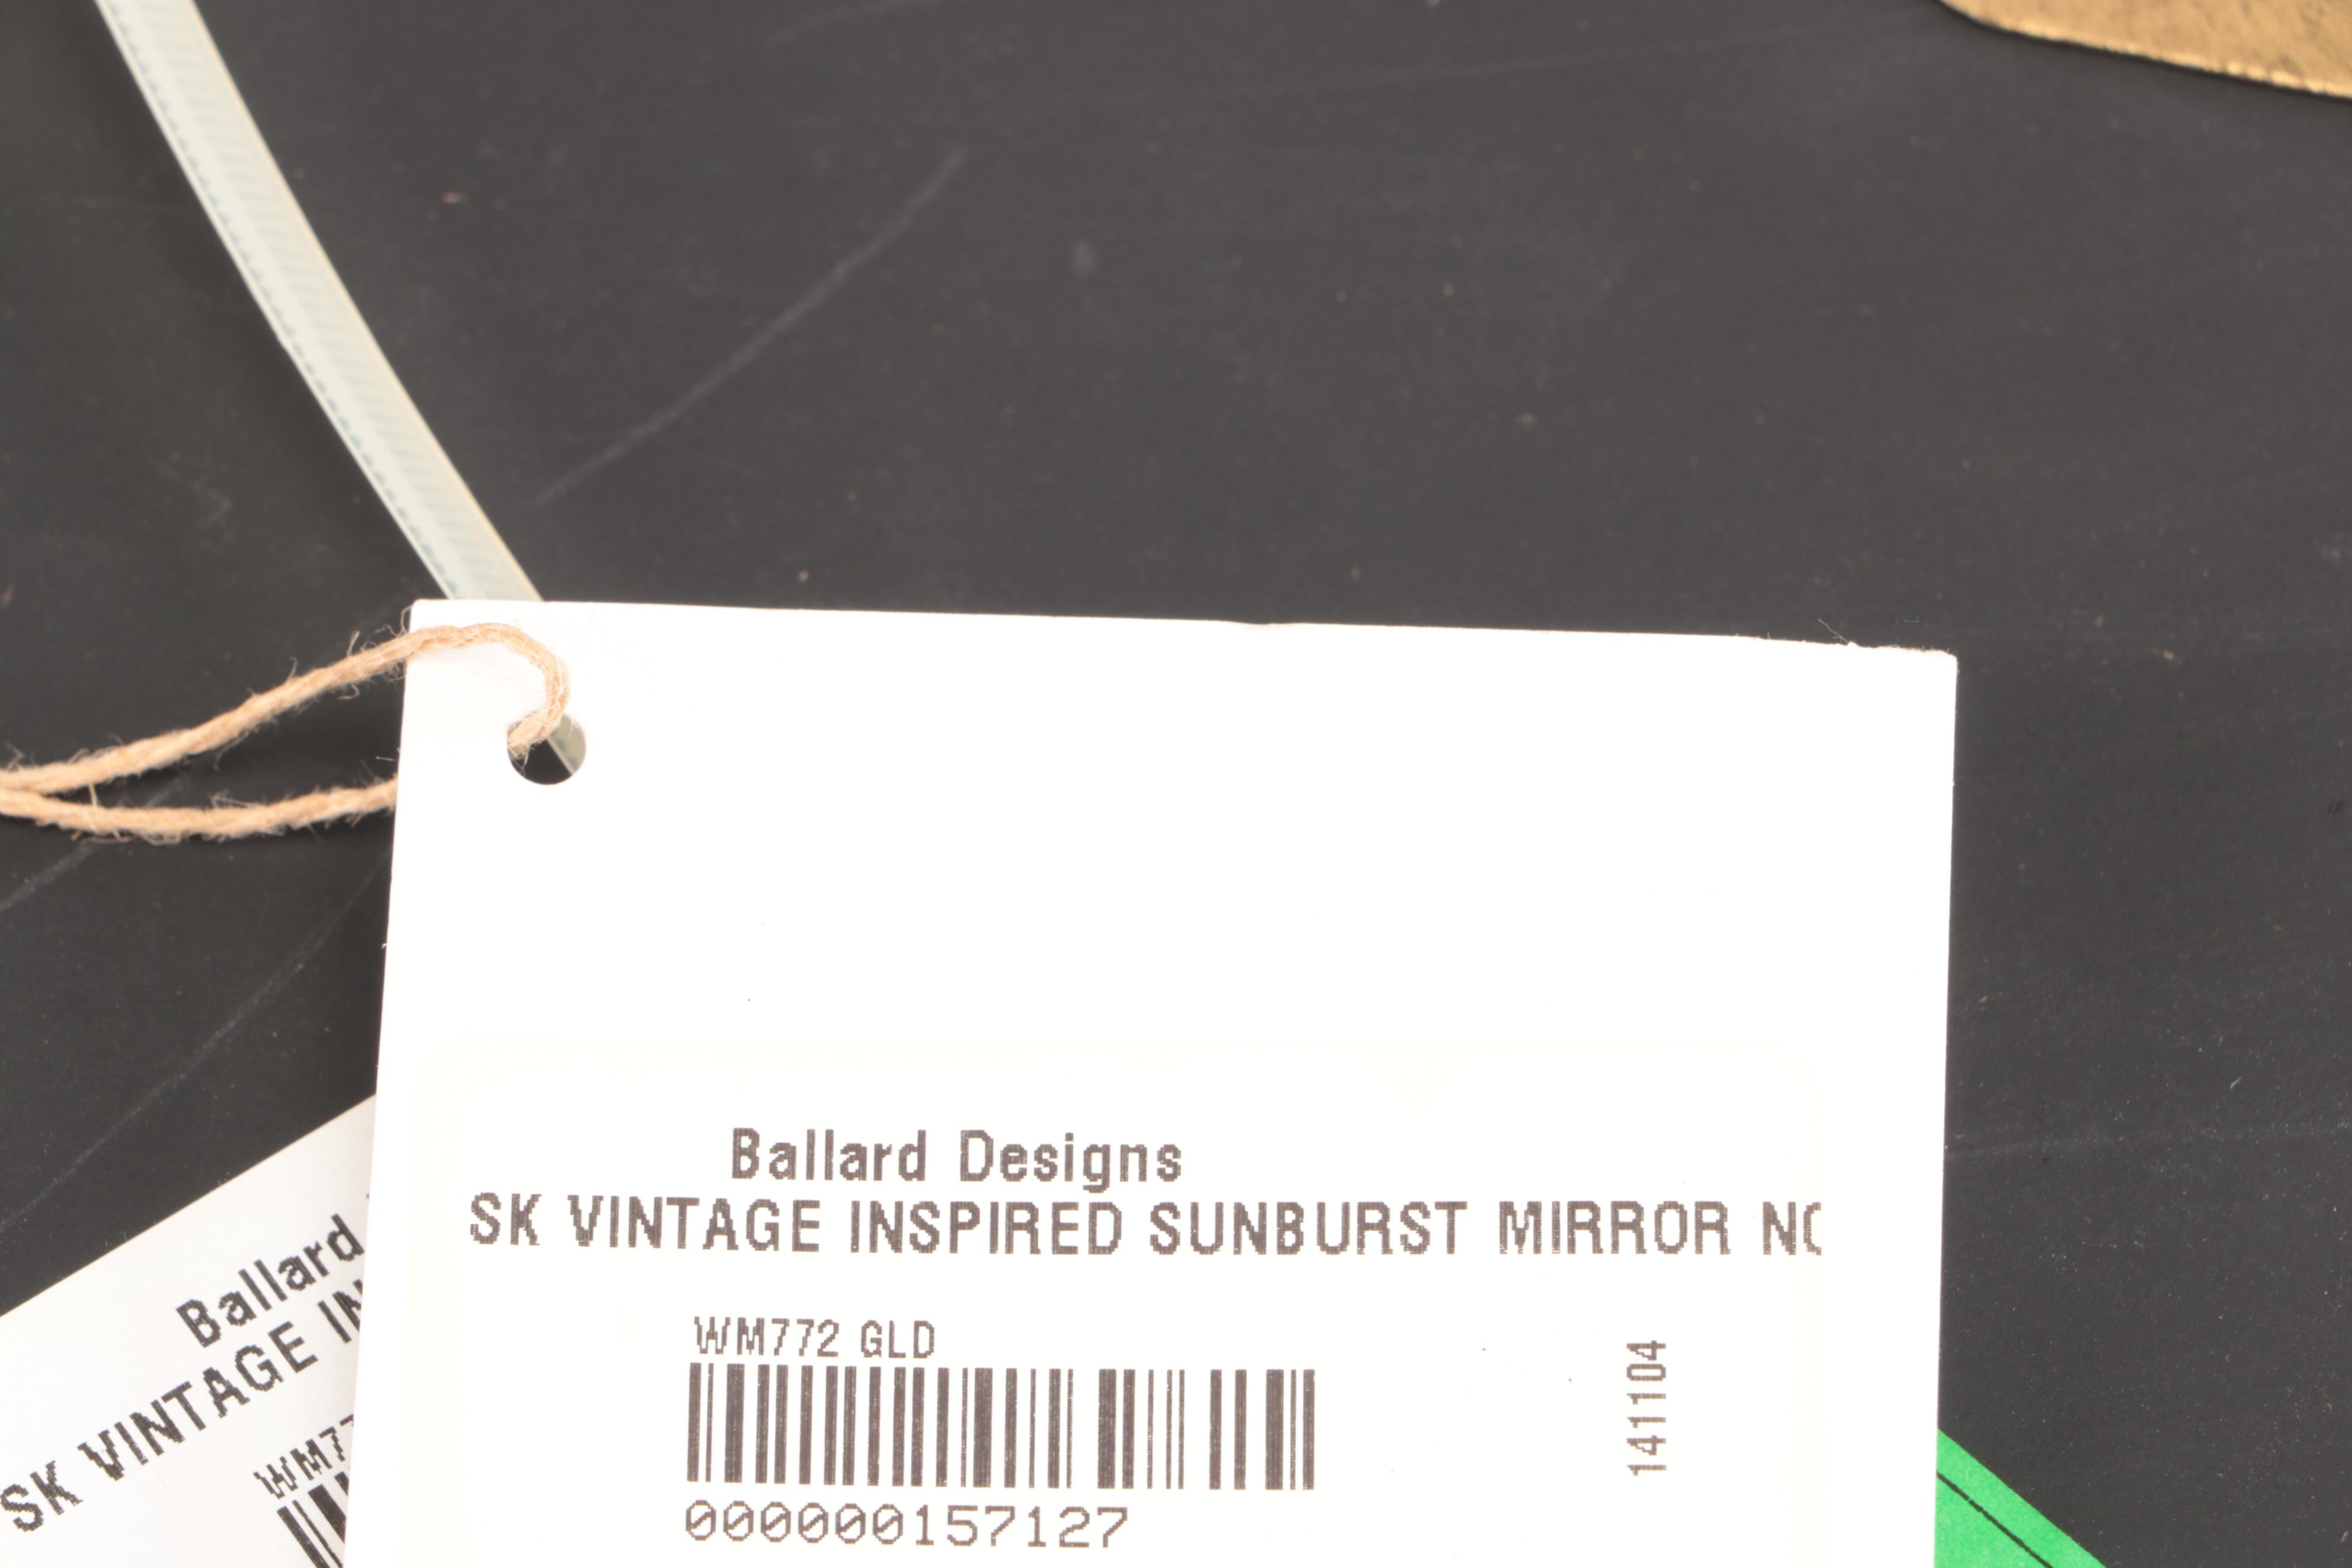 Ballard Designs
SK VINTAGE INSPIRED SUNBURST MIRROR
WM772 GLD
141104
000000157127
Ballard
SK VINTAGE